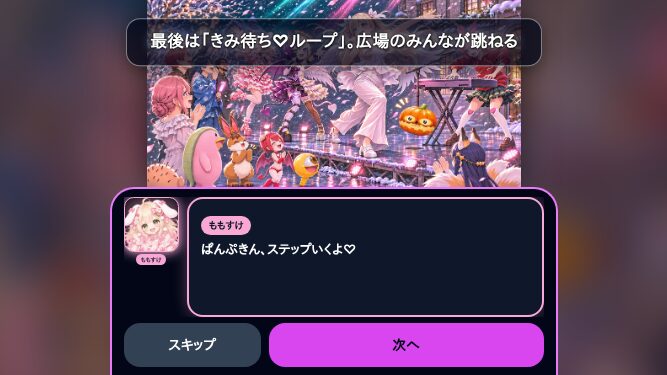 最後は「きみ待ち♡ループ」。広場のみんなが跳ねる
ももすけ
ももすけ
ぱんぷきん、ステップいくよ♡
スキップ
次へ